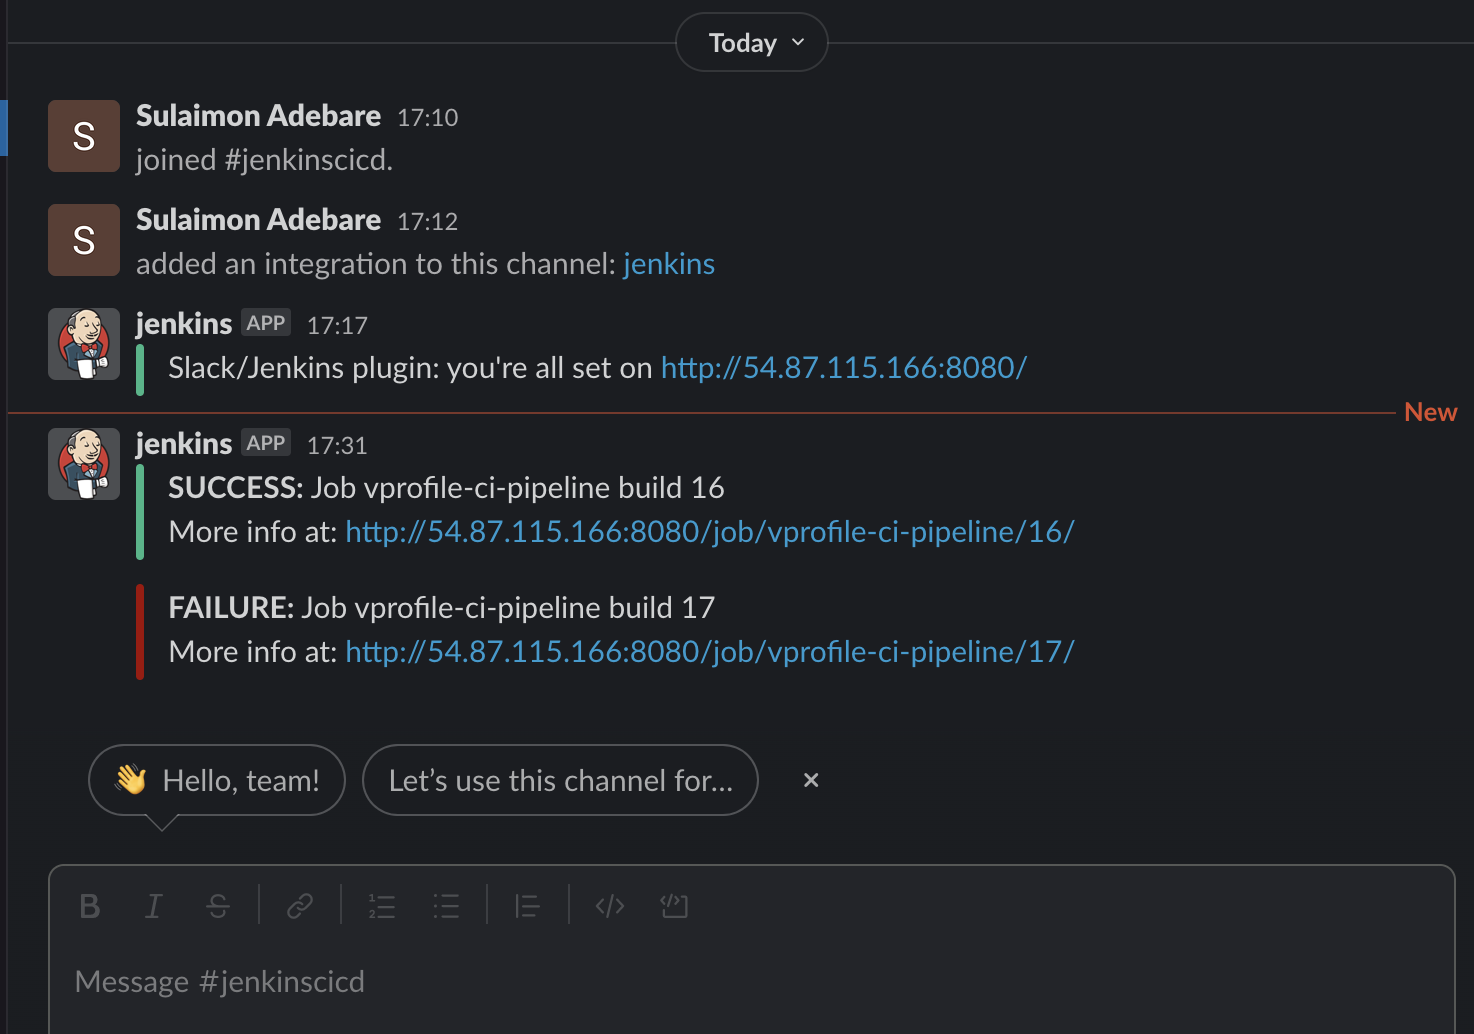 Today
S
Sulaimon Adebare 17:10
joined #jenkinscicd.
S
Sulaimon Adebare 17:12
added an integration to this channel: jenkins
jenkins APP 17:17
Slack/Jenkins plugin: you're all set on http://54.87.115.166:8080/
New
jenkins APP 17:31
SUCCESS: Job vprofile-ci-pipeline build 16
More info at: http://54.87.115.166:8080/job/vprofile-ci-pipeline/16/
FAILURE: Job vprofile-ci-pipeline build 17
More info at: http://54.87.115.166:8080/job/vprofile-ci-pipeline/17/
👋 Hello, team! Let’s use this channel for...
Message #jenkinscicd